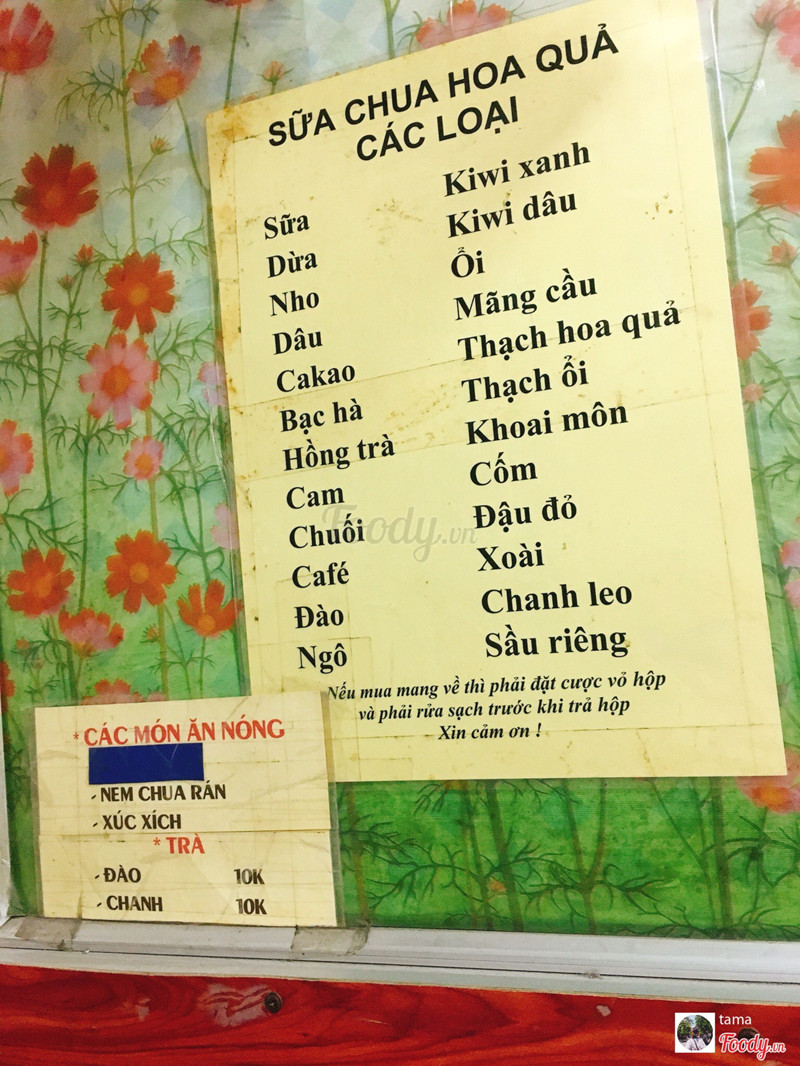 SỮA CHUA HOA QUẢ
CÁC LOẠI
Sữa
Dừa
Nho
Dâu
Cakao
Bạc hà
Hồng trà
Cam
Chuối
Café
Đào
Ngô
Kiwi xanh
Kiwi dâu
Ổi
Mãng cầu
Thạch hoa quả
Thạch ổi
Khoai môn
Cốm
Đậu đỏ
Xoài
Chanh leo
Sầu riêng
Nếu mua mang về thì phải đặt cược vỏ hộp
và phải rửa sạch trước khi trả hộp
Xin cảm ơn !
* CÁC MÓN ĂN NÓNG
- NEM CHUA RÁN
- XÚC XÍCH
* TRÀ
- ĐÀO 10K
- CHANH 10K
Foody.vn
tama
Foody.vn